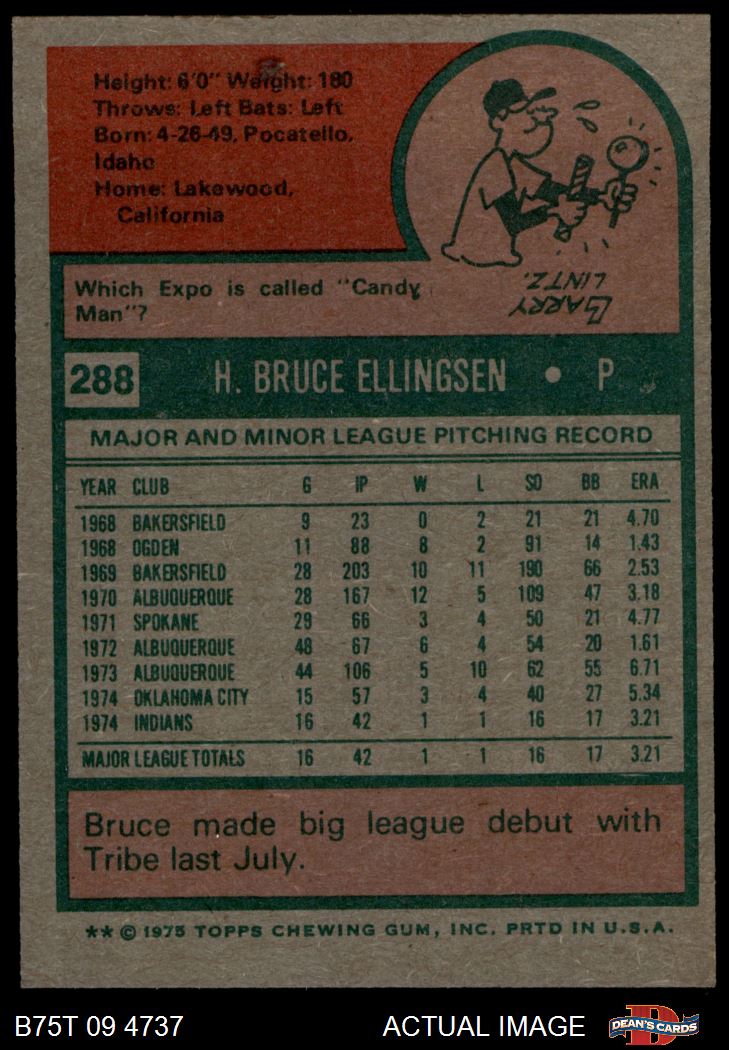 Height: 6'0" Weight: 180
Throws: Left Bats: Left
Born: 4-26-49, Pocatello,
Idaho
Home: Lakewood,
California
Which Expo is called "Candy
Man"?
LARRY
LINTZ.
288 H. BRUCE ELLINGSEN • P
MAJOR AND MINOR LEAGUE PITCHING RECORD
YEAR CLUB G IP W L SO BB ERA
1968 BAKERSFIELD 9 23 0 2 21 21 4.70
1968 OGDEN 11 88 8 2 91 14 1.43
1969 BAKERSFIELD 28 203 10 11 190 66 2.53
1970 ALBUQUERQUE 28 167 12 5 109 47 3.18
1971 SPOKANE 29 66 3 4 50 21 4.77
1972 ALBUQUERQUE 48 67 6 4 54 20 1.61
1973 ALBUQUERQUE 44 106 5 10 62 55 6.71
1974 OKLAHOMA CITY 15 57 3 4 40 27 5.34
1974 INDIANS 16 42 1 1 16 17 3.21
MAJOR LEAGUE TOTALS 16 42 1 1 16 17 3.21
Bruce made big league debut with
Tribe last July.
** © 1975 TOPPS CHEWING GUM, INC. PRTD IN U.S.A.
B75T 09 4737 ACTUAL IMAGE DEAN'S CARDS